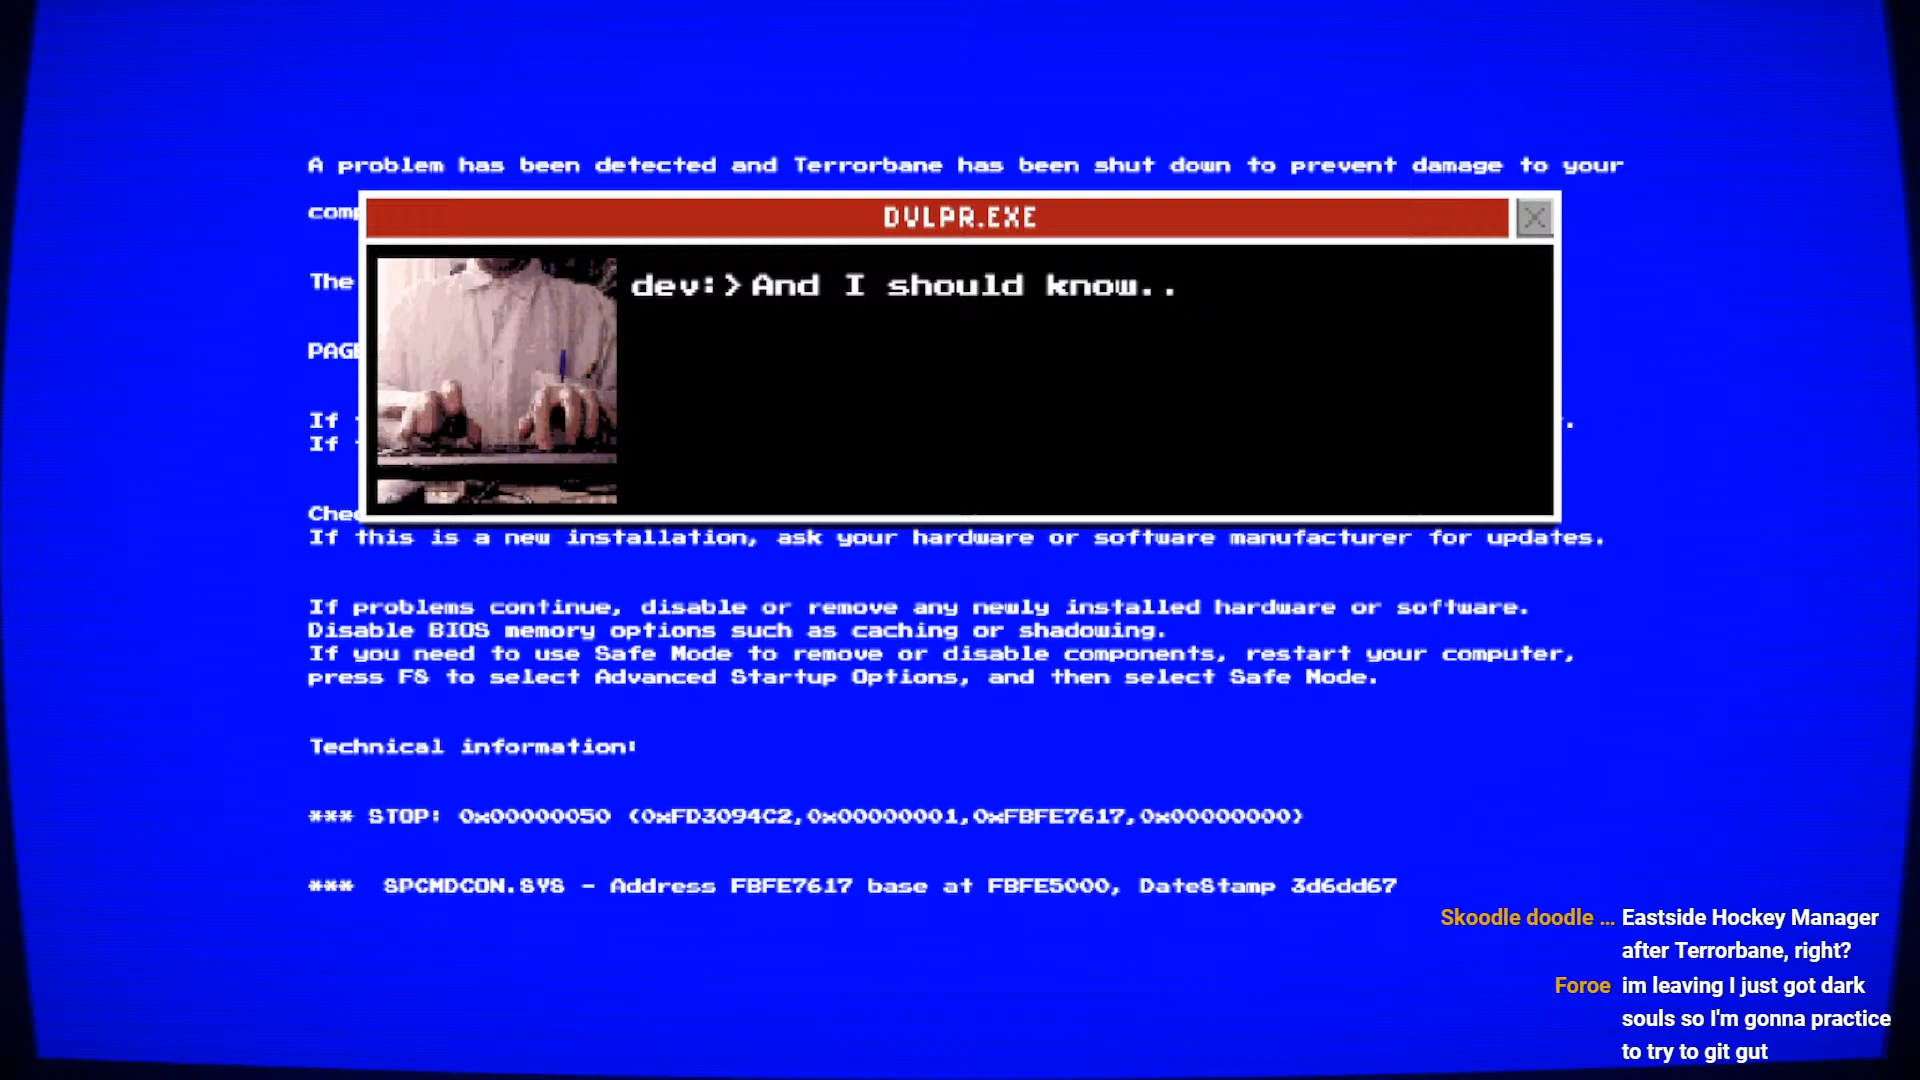 A problem has been detected and Terrorbane has been shut down to prevent damage to your
comp
DVLPR.EXE
The
dev:>And I should know..
PAGE
If
If
Chec
If this is a new installation, ask your hardware or software manufacturer for updates.
If problems continue, disable or remove any newly installed hardware or software.
Disable BIOS memory options such as caching or shadowing.
If you need to use Safe Mode to remove or disable components, restart your computer,
press F8 to select Advanced Startup Options, and then select Safe Mode.
Technical information:
*** STOP: 0x00000050 (0xFD3094C2,0x00000001,0xFBFE7617,0x00000000)
*** SPCMDCON.SYS - Address FBFE7617 base at FBFE5000, DateStamp 3d6dd67
Skoodle doodle ... Eastside Hockey Manager
after Terrorbane, right?
Foroe im leaving I just got dark
souls so I'm gonna practice
to try to git gut